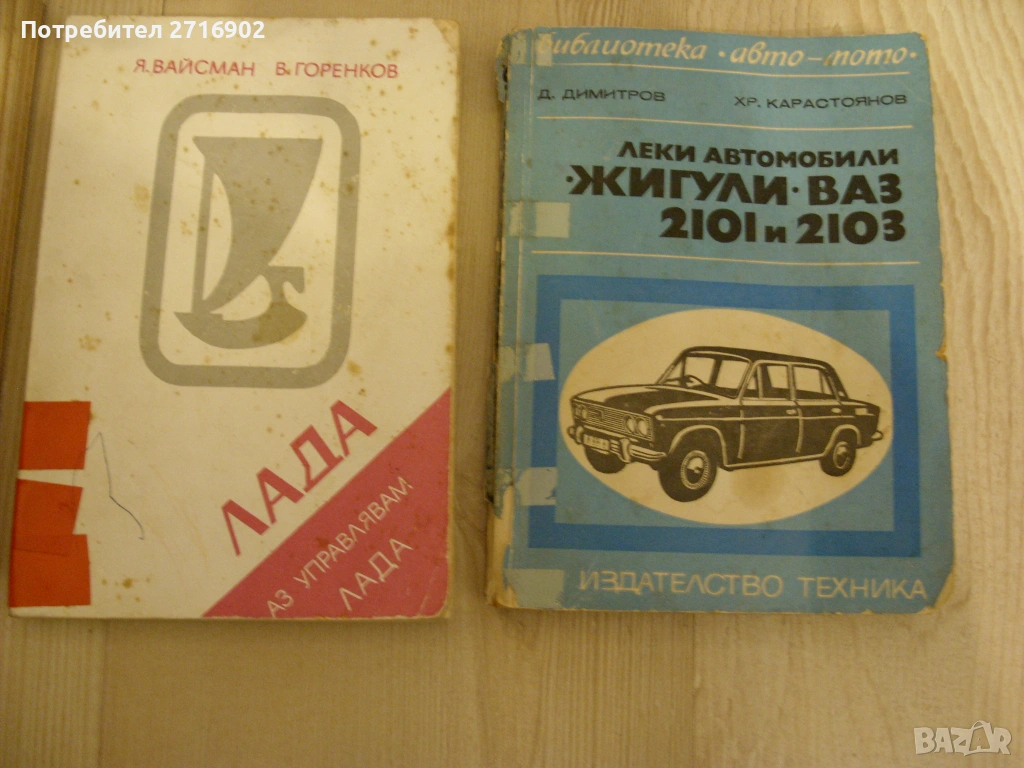 Потребител 2716902
Я. ВАЙСМАН В. ГОРЕНКОВ
ЛАДА
АЗ УПРАВЛЯВАМ
ЛАДА
библиотека · авто-мото ·
Д. ДИМИТРОВ ХР. КАРАСТОЯНОВ
ЛЕКИ АВТОМОБИЛИ
·ЖИГУЛИ· ВАЗ
2101 и 2103
ИЗДАТЕЛСТВО ТЕХНИКА
BAZAR